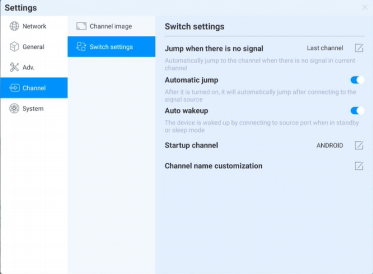 Settings
Network
General
Adv.
Channel
System
Channel image
Switch settings
Switch settings
Jump when there is no signal Last channel
Automatically jump to the channel when there is no signal in current
channel
Automatic jump
After it is turned on, it will automatically jump after connecting to the
signal source
Auto wakeup
The device is waked up by connecting to source part when in standby
or sleep mode
Startup channel ANDROID
Channel name customization